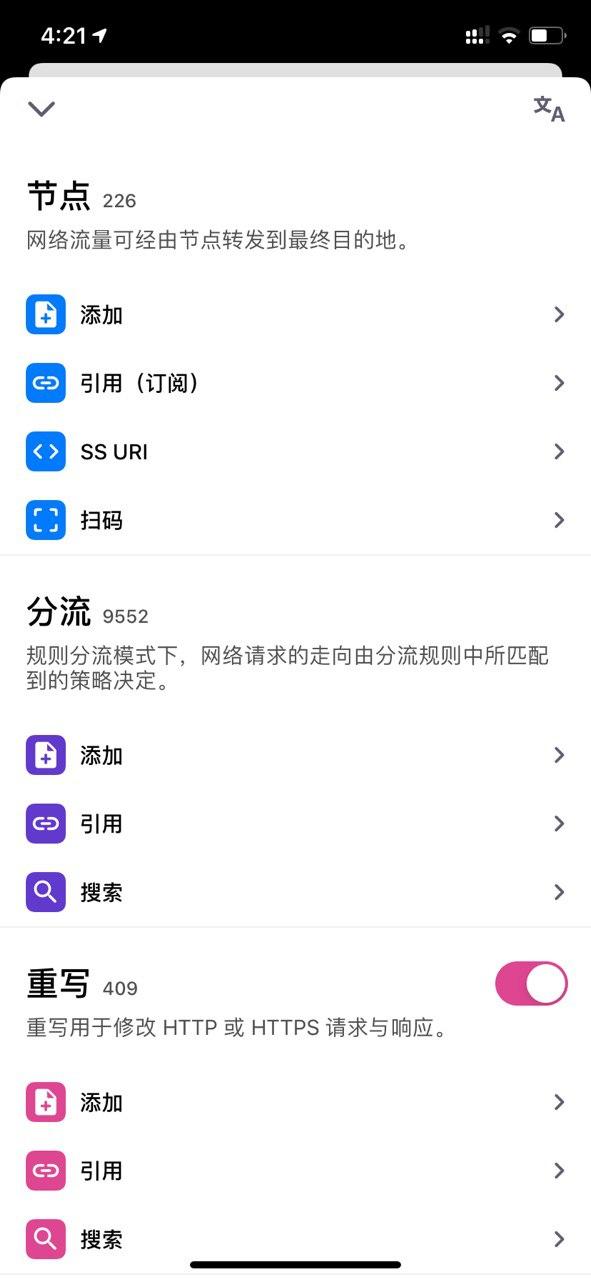 4:21
文A
节点 226
网络流量可经由节点转发到最终目的地。
添加
引用（订阅）
SS URI
扫码
分流 9552
规则分流模式下，网络请求的走向由分流规则中所匹配
到的策略决定。
添加
引用
搜索
重写 409
重写用于修改 HTTP 或 HTTPS 请求与响应。
添加
引用
搜索